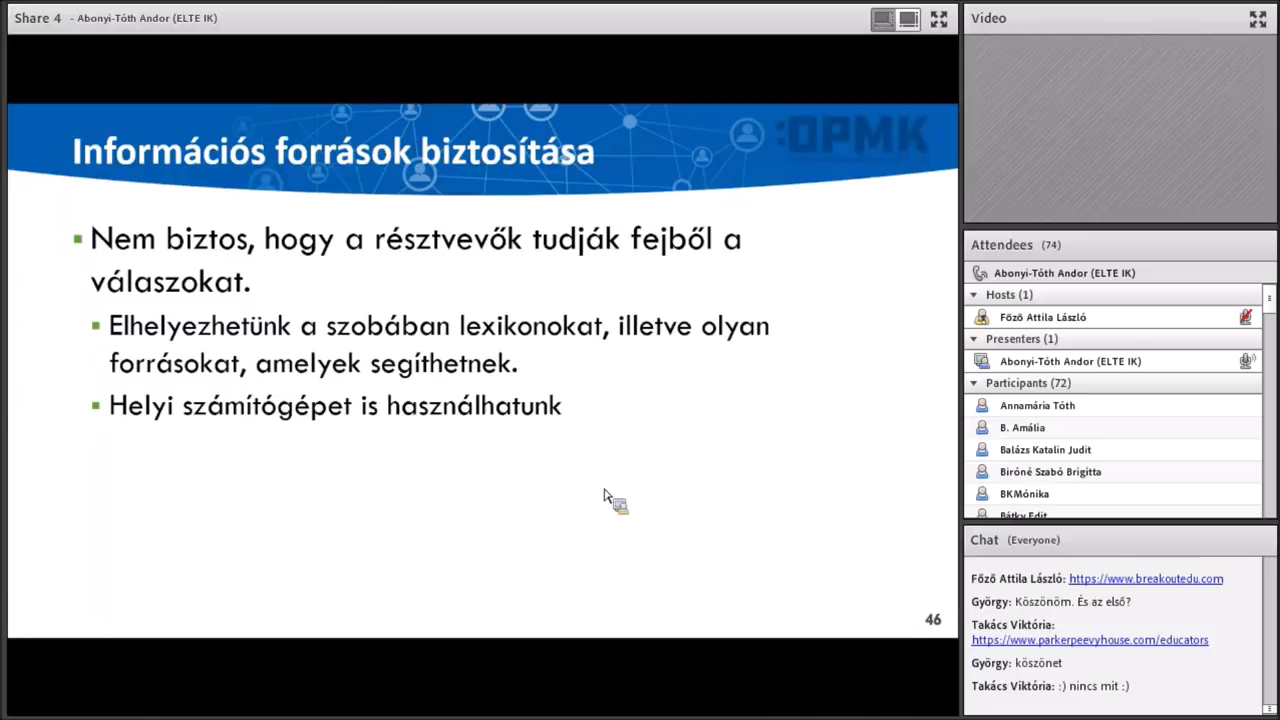 Share 4 - Abonyi-Tóth Andor (ELTE IK)
:OPMK
Információs források biztosítása
▪ Nem biztos, hogy a résztvevők tudják fejből a
válaszokat.
▪ Elhelyezhetünk a szobában lexikonokat, illetve olyan
forrásokat, amelyek segíthetnek.
▪ Helyi számítógépet is használhatunk
46
Video
Attendees (74)
Abonyi-Tóth Andor (ELTE IK)
Hosts (1)
Főző Attila László
Presenters (1)
Abonyi-Tóth Andor (ELTE IK)
Participants (72)
Annamária Tóth
B. Amália
Balázs Katalin Judit
Biróné Szabó Brigitta
BKMónika
Bátky Edit
Chat (Everyone)
Főző Attila László: https://www.breakoutedu.com
György: Köszönöm. És az első?
Takács Viktória:
https://www.parkerpeevyhouse.com/educators
György: köszönet
Takács Viktória: :) nincs mit :)